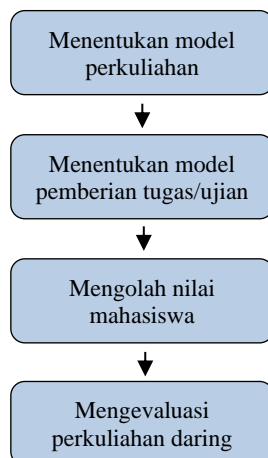 Menentukan model
perkuliahan
Menentukan model
pemberian tugas/ujian
Mengolah nilai
mahasiswa
Mengevaluasi
perkuliahan daring